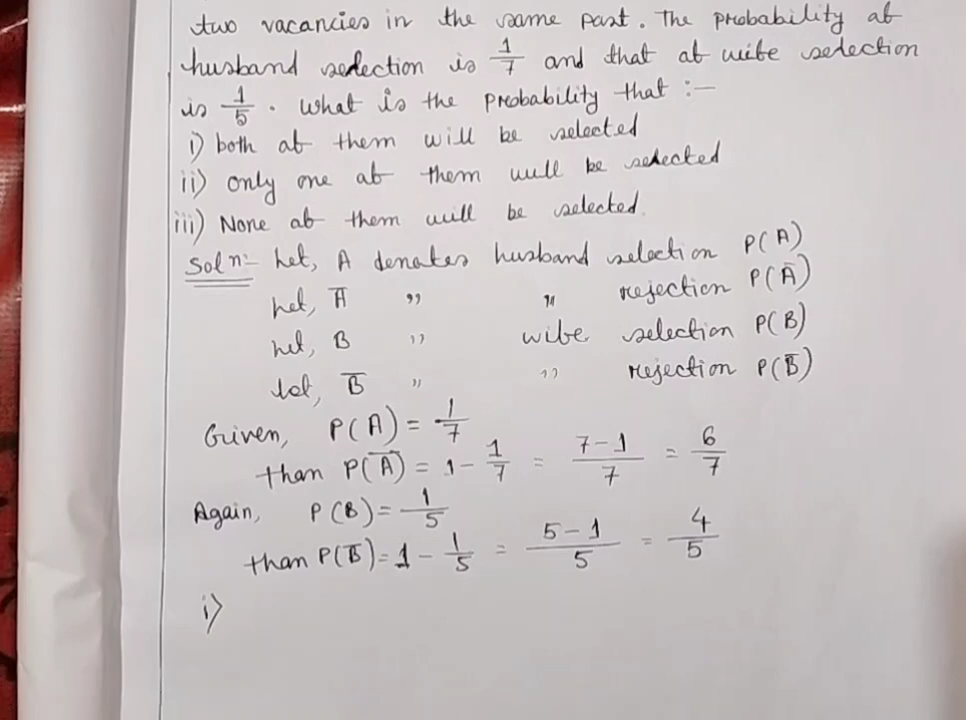 two vacancies in the same post. The probability of
husband selection is 1/7 and that of wife selection
is 1/5. What is the probability that :-
i) both of them will be selected
ii) only one of them will be selected
iii) None of them will be selected.
Soln:- Let, A denotes husband selection P(A)
Let, Ā " " rejection P(Ā)
Let, B " wife selection P(B)
Let, B̄ " " rejection P(B̄)
Given, P(A) = 1/7
than P(Ā) = 1 - 1/7 = 7-1/7 = 6/7
Again, P(B) = 1/5
than P(B̄) = 1 - 1/5 = 5-1/5 = 4/5
i)